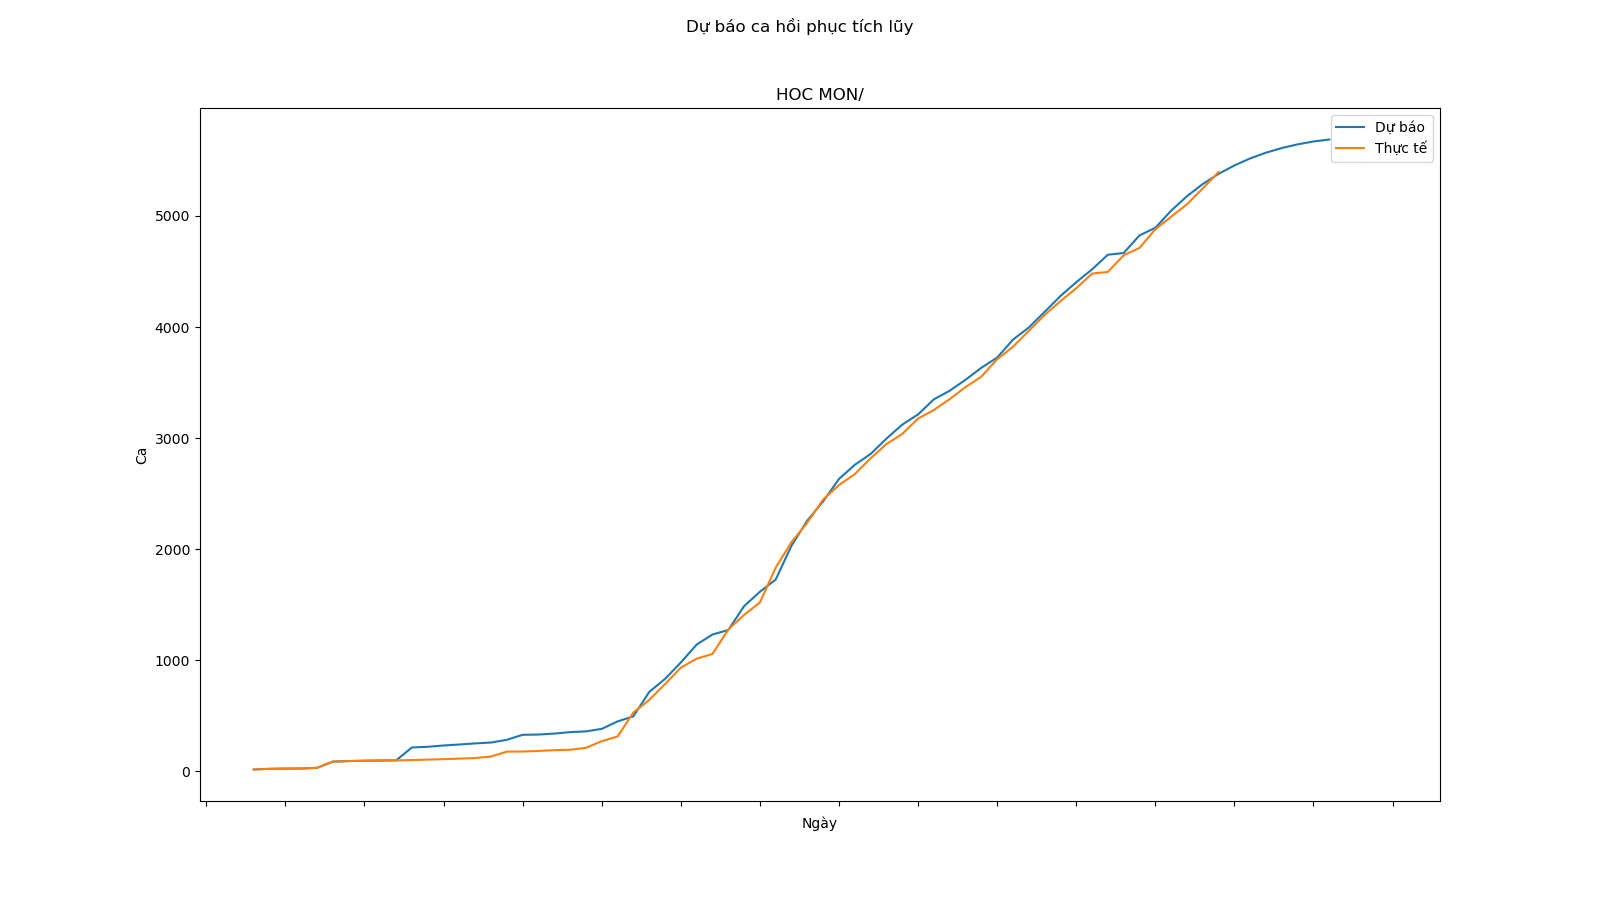 Dự báo ca hồi phục tích lũy
HOC MON/
Dự báo
Thực tế
5000
4000
3000
2000
1000
0
Ca
Ngày